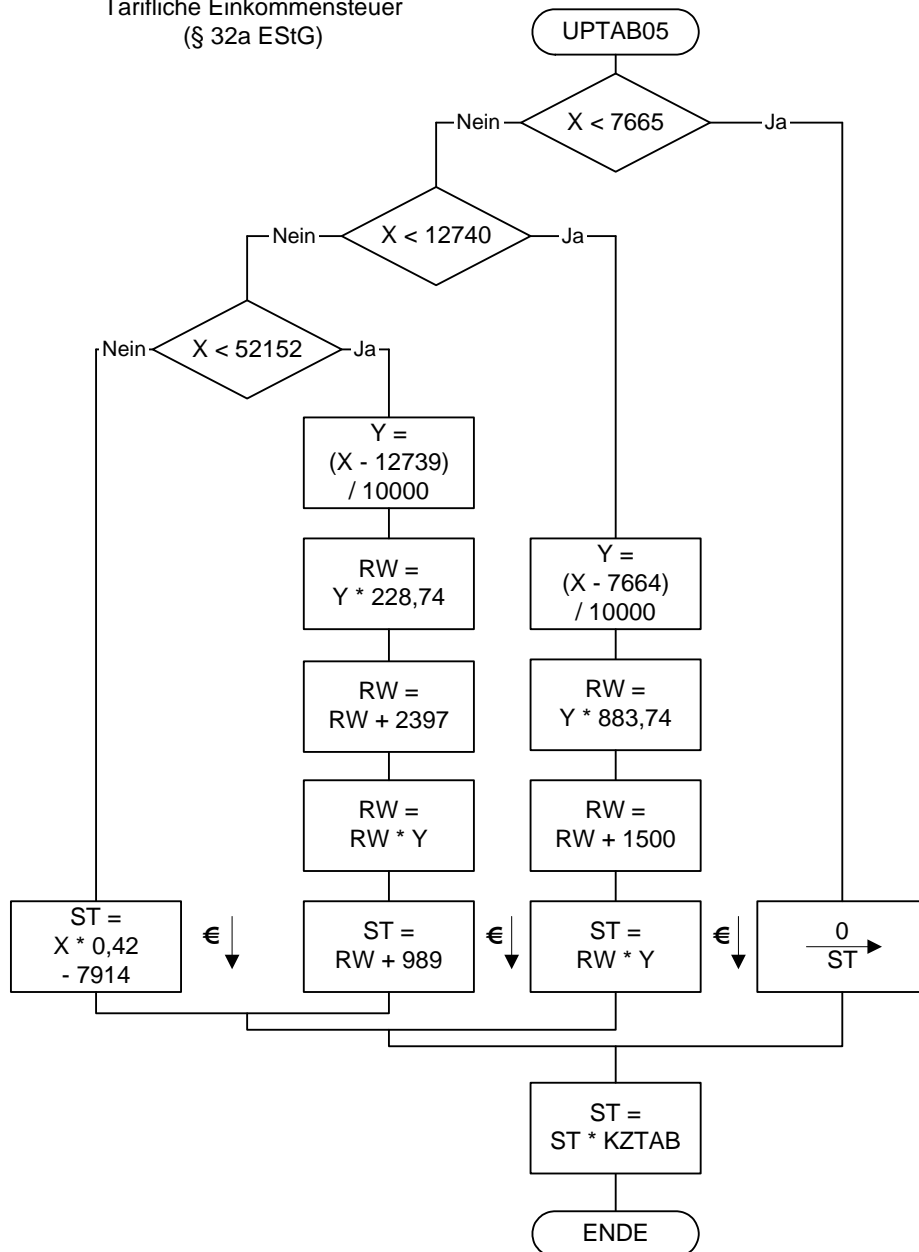 Tarifliche Einkommensteuer
(§ 32a EStG)
UPTAB05
X < 7665
Nein
Ja
X < 12740
Nein
Ja
X < 52152
Nein
Ja
Y =
(X - 12739)
/ 10000
RW =
Y * 228,74
RW =
RW + 2397
RW =
RW * Y
Y =
(X - 7664)
/ 10000
RW =
Y * 883,74
RW =
RW + 1500
ST =
X * 0,42
- 7914
€
ST =
RW + 989
€
ST =
RW * Y
€
0
ST
ST =
ST * KZTAB
ENDE